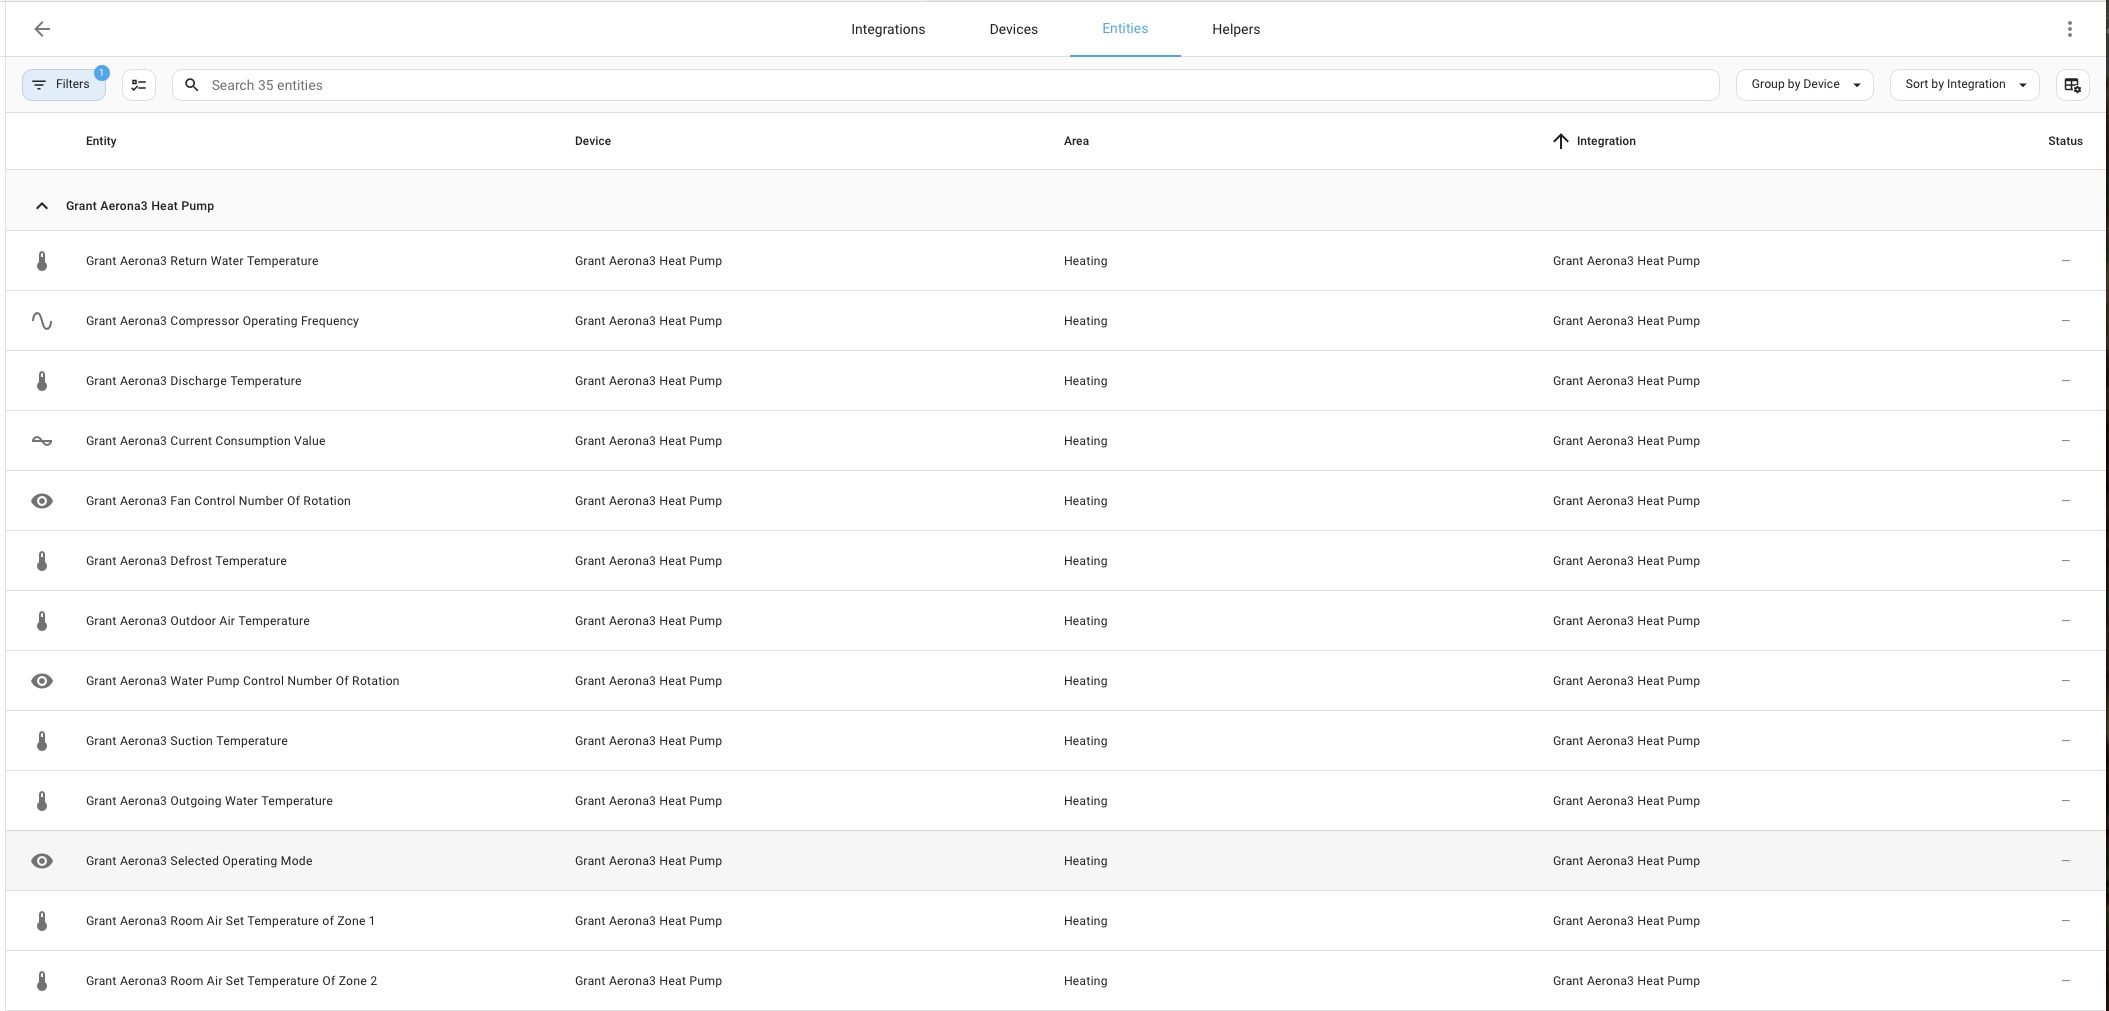 Integrations Devices Entities Helpers
Filters 1 Search 35 entities Group by Device Sort by Integration
Entity Device Area Integration Status
Grant Aerona3 Heat Pump
Grant Aerona3 Return Water Temperature Grant Aerona3 Heat Pump Heating Grant Aerona3 Heat Pump —
Grant Aerona3 Compressor Operating Frequency Grant Aerona3 Heat Pump Heating Grant Aerona3 Heat Pump —
Grant Aerona3 Discharge Temperature Grant Aerona3 Heat Pump Heating Grant Aerona3 Heat Pump —
Grant Aerona3 Current Consumption Value Grant Aerona3 Heat Pump Heating Grant Aerona3 Heat Pump —
Grant Aerona3 Fan Control Number Of Rotation Grant Aerona3 Heat Pump Heating Grant Aerona3 Heat Pump —
Grant Aerona3 Defrost Temperature Grant Aerona3 Heat Pump Heating Grant Aerona3 Heat Pump —
Grant Aerona3 Outdoor Air Temperature Grant Aerona3 Heat Pump Heating Grant Aerona3 Heat Pump —
Grant Aerona3 Water Pump Control Number Of Rotation Grant Aerona3 Heat Pump Heating Grant Aerona3 Heat Pump —
Grant Aerona3 Suction Temperature Grant Aerona3 Heat Pump Heating Grant Aerona3 Heat Pump —
Grant Aerona3 Outgoing Water Temperature Grant Aerona3 Heat Pump Heating Grant Aerona3 Heat Pump —
Grant Aerona3 Selected Operating Mode Grant Aerona3 Heat Pump Heating Grant Aerona3 Heat Pump —
Grant Aerona3 Room Air Set Temperature of Zone 1 Grant Aerona3 Heat Pump Heating Grant Aerona3 Heat Pump —
Grant Aerona3 Room Air Set Temperature Of Zone 2 Grant Aerona3 Heat Pump Heating Grant Aerona3 Heat Pump —